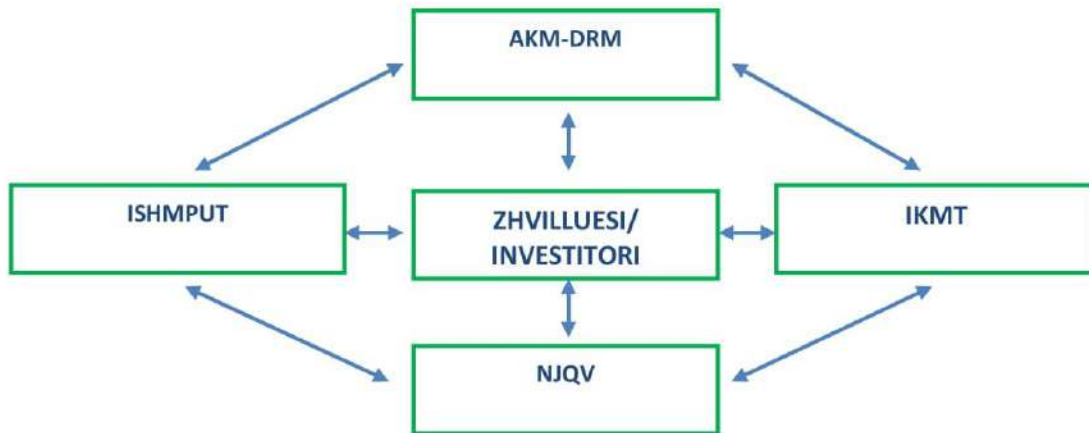 AKM-DRM
ISHMPUT
ZHVILLUESI/
INVESTITORI
IKMT
NJQV